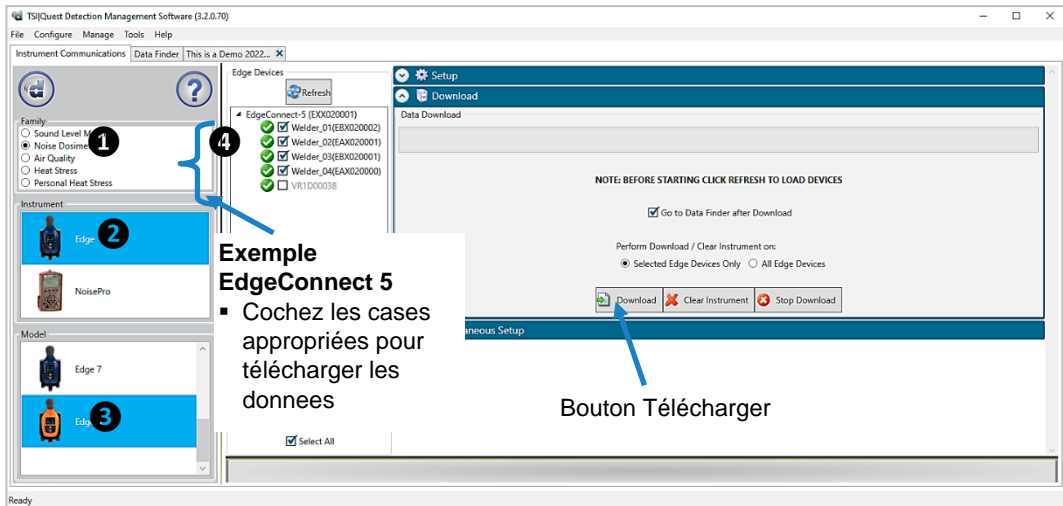 TSI|Quest Detection Management Software (3.2.0.70)
File Configure Manage Tools Help
Instrument Communications Data Finder This is a Demo 2022...
Family
Sound Level M
Noise Dosime
Air Quality
Heat Stress
Personal Heat Stress
1
Instrument
Edge
2
NoisePro
Model
Edge 7
Edg
3
Edge Devices
Refresh
EdgeConnect-5 (EXX020001)
Welder_01(EBX020002)
Welder_02(EAX020001)
Welder_03(EBX020001)
Welder_04(EAX020000)
VR1D00038
4
Exemple
EdgeConnect 5
▪ Cochez les cases
appropriées pour
télécharger les
donnees
Select All
Setup
Download
Data Download
NOTE: BEFORE STARTING CLICK REFRESH TO LOAD DEVICES
Go to Data Finder after Download
Perform Download / Clear Instrument on:
Selected Edge Devices Only All Edge Devices
Download Clear Instrument Stop Download
aneous Setup
Bouton Télécharger
Ready